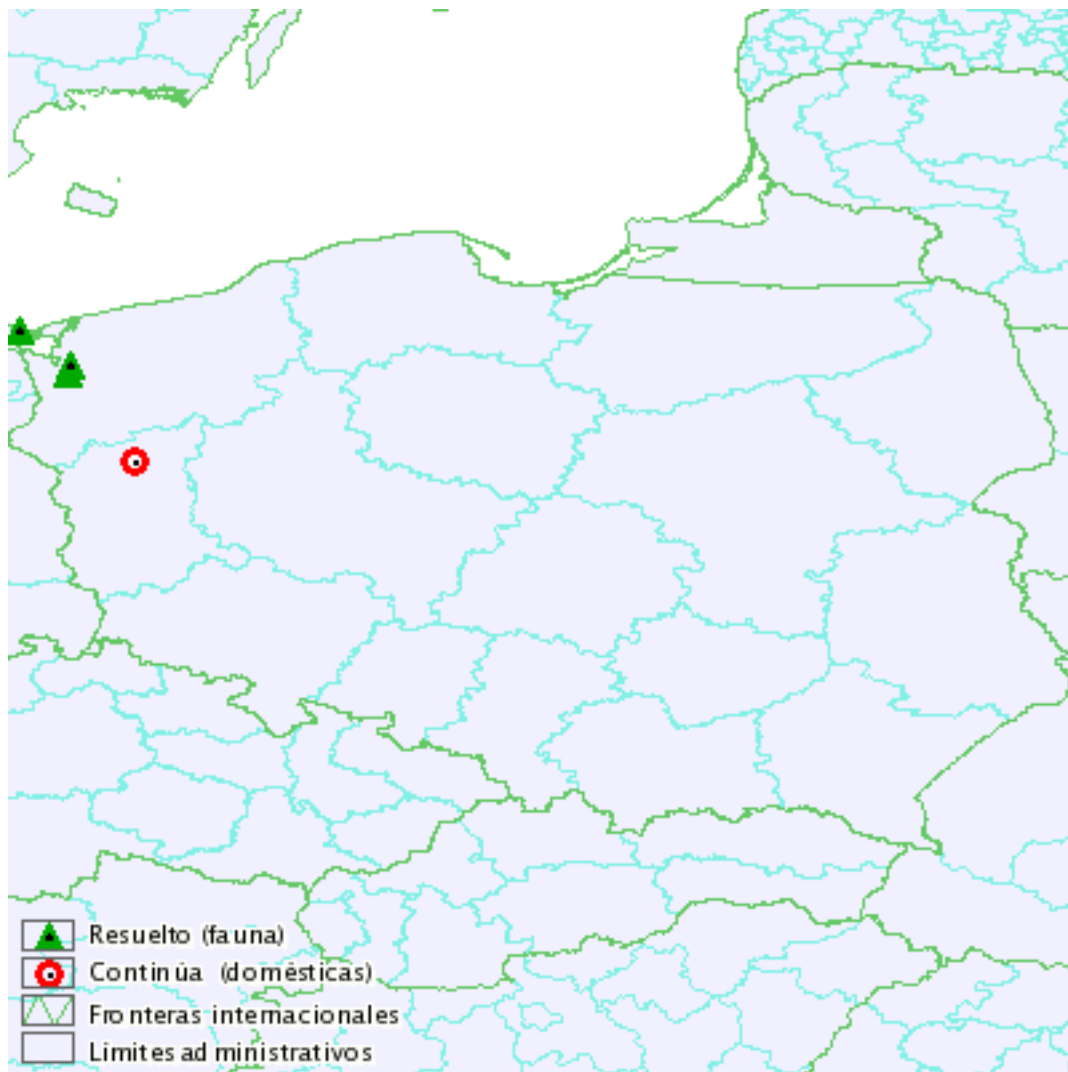 Resuelto (fauna)
Continúa (domésticas)
Fronteras internacionales
Límites administrativos